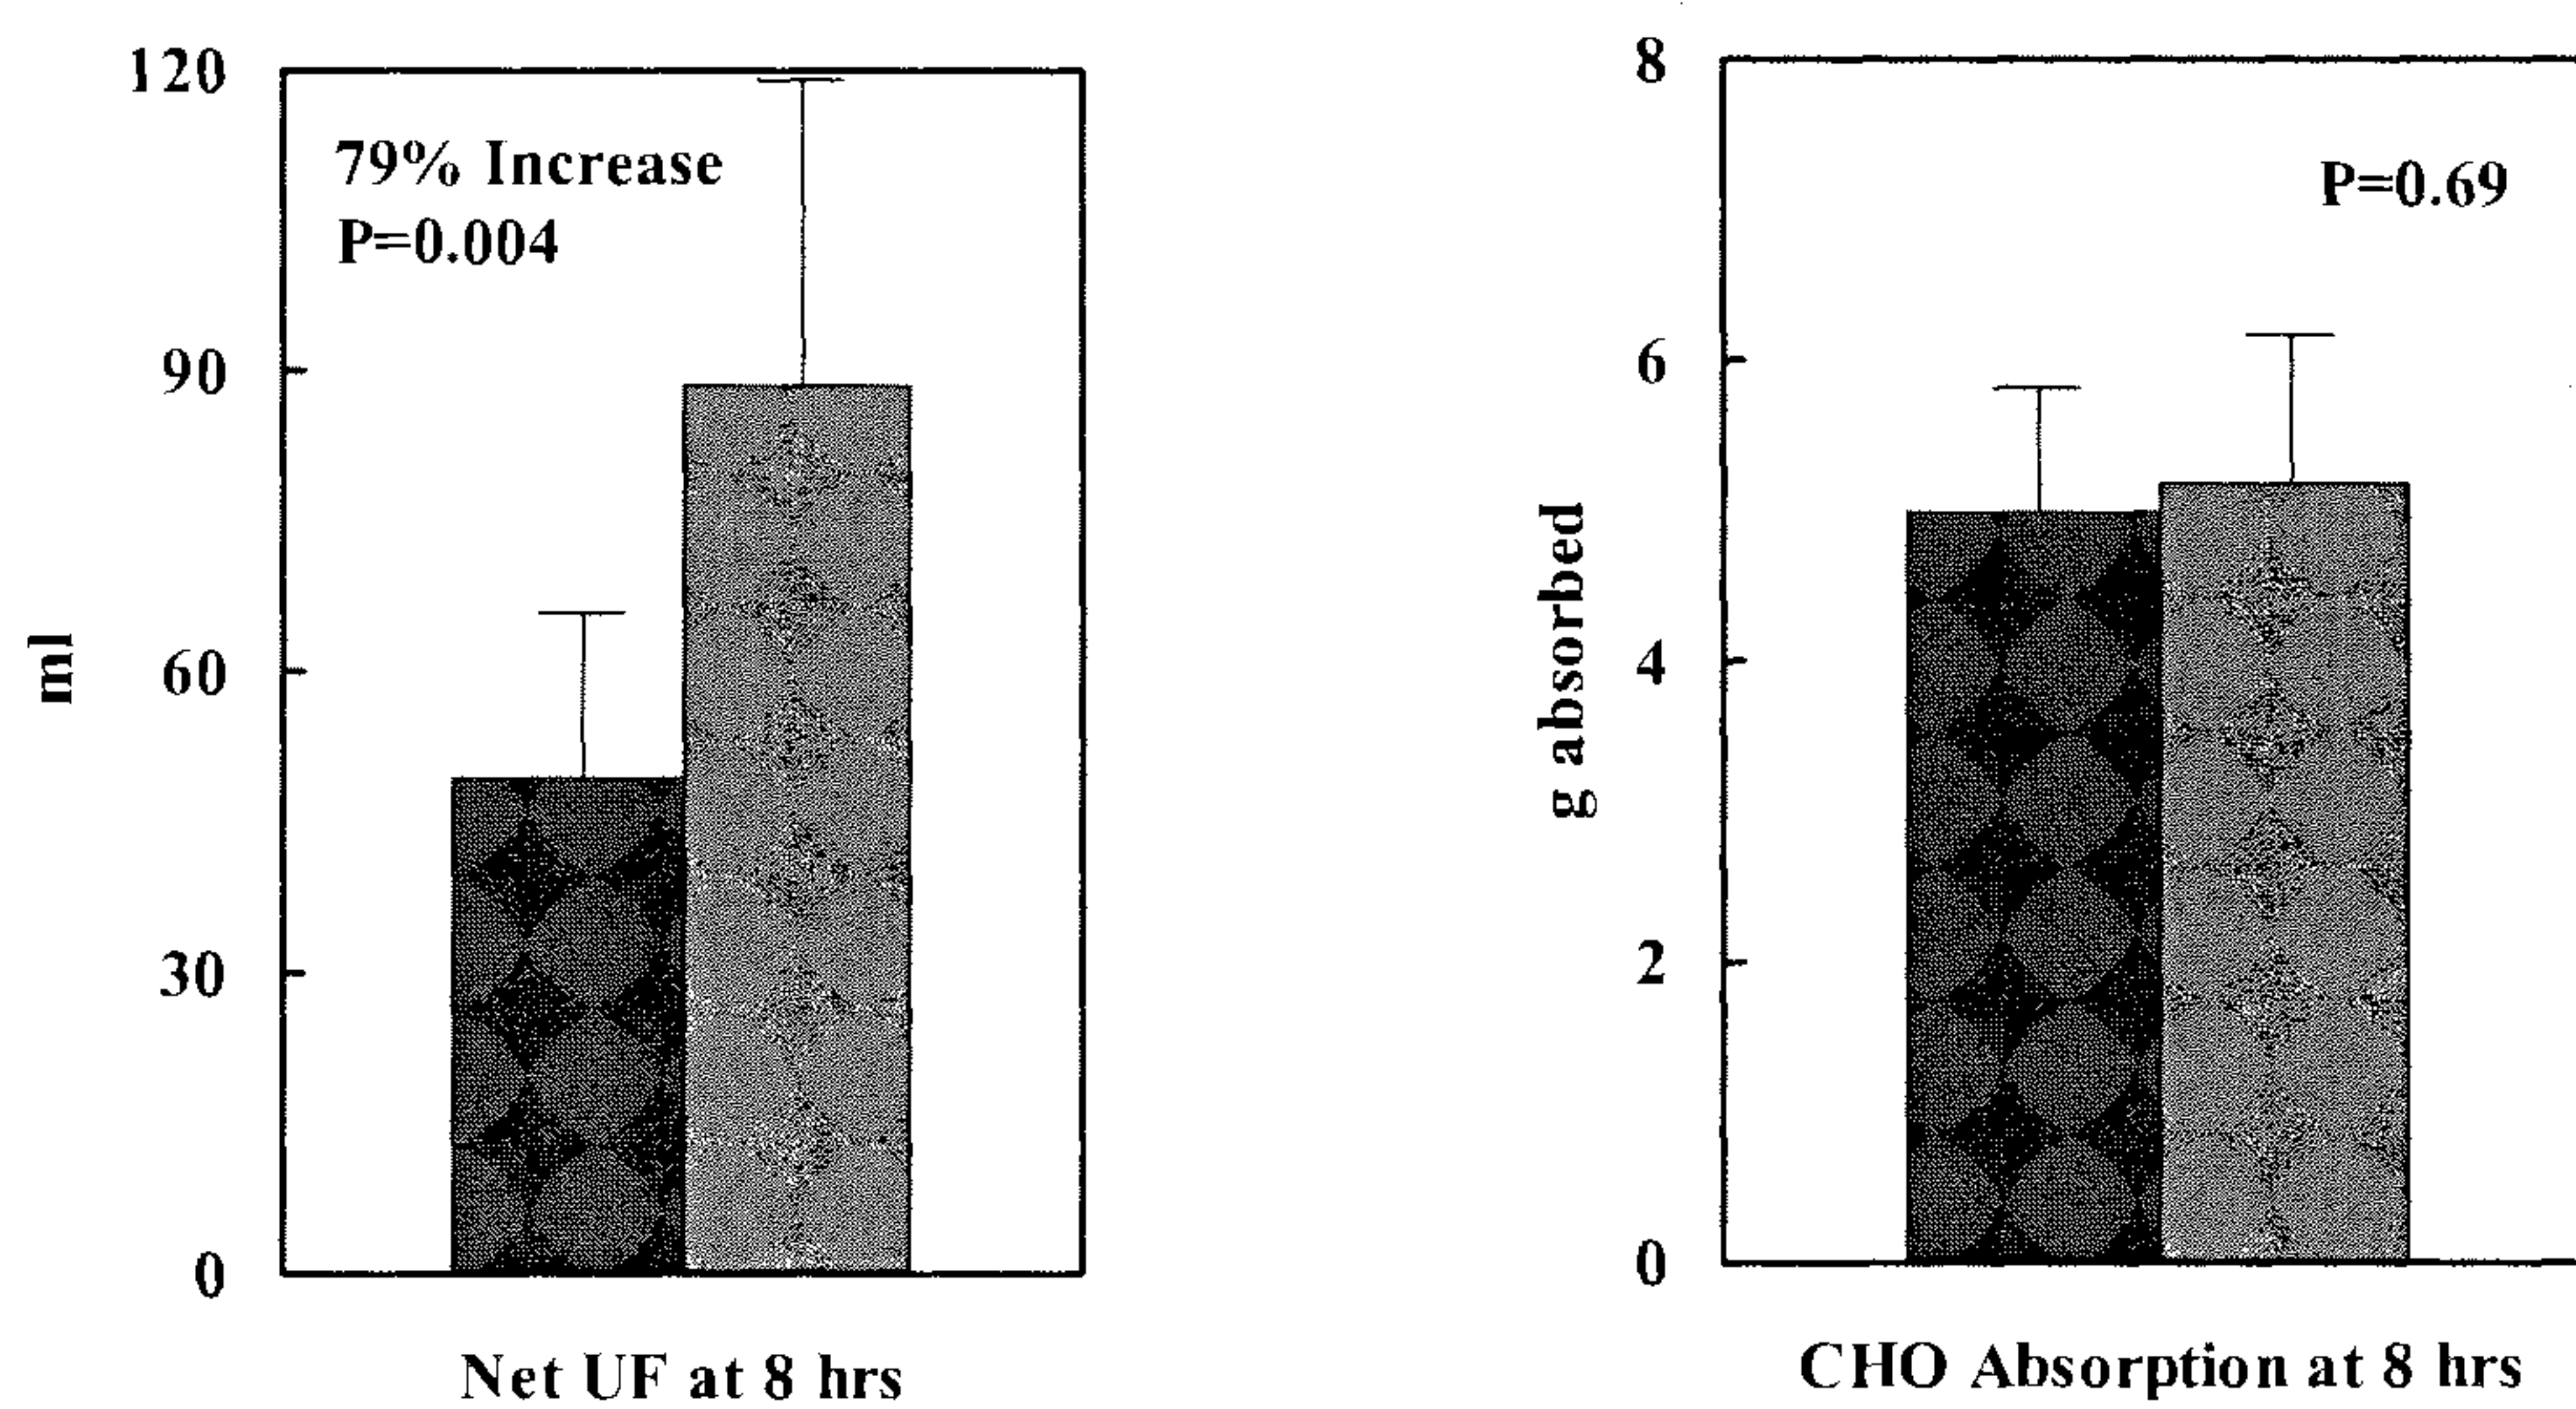 120
90
60
30
0
ml
79% Increase
P=0.004
Net UF at 8 hrs
8
6
4
2
0
g absorbed
P=0.69
CHO Absorption at 8 hrs